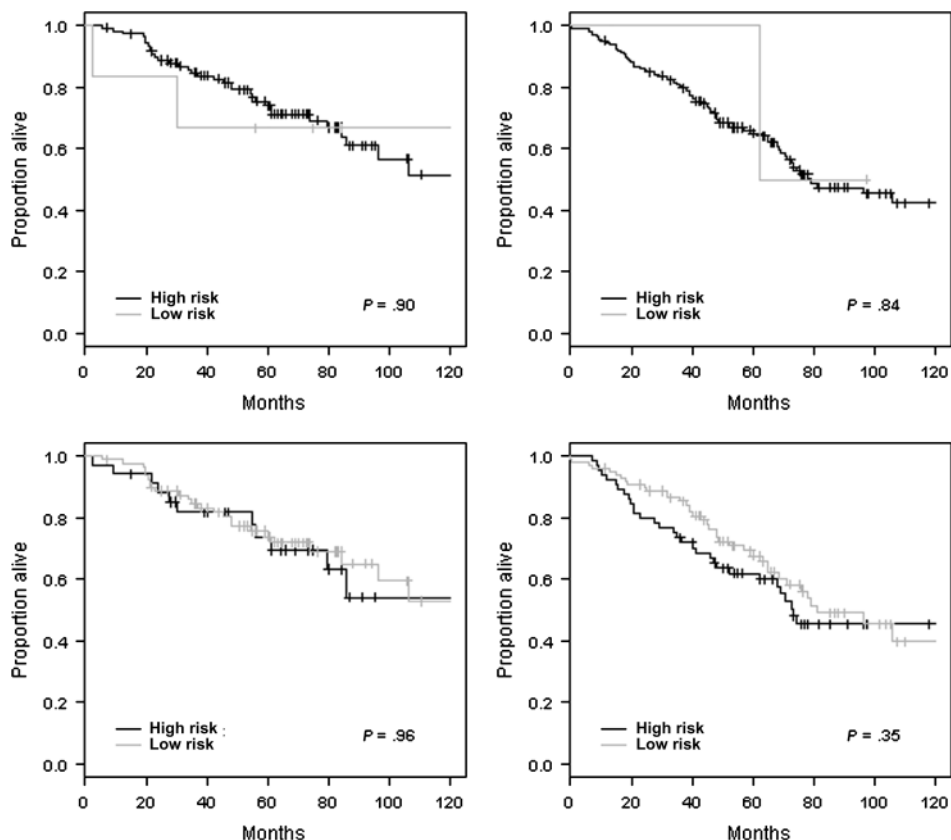 1.0
0.8
0.6
0.4
0.2
0.0
Proportion alive
High risk
Low risk
P = .90
0 20 40 60 80 100 120
Months
1.0
0.8
0.6
0.4
0.2
0.0
Proportion alive
High risk
Low risk
P = .84
0 20 40 60 80 100 120
Months
1.0
0.8
0.6
0.4
0.2
0.0
Proportion alive
High risk :
Low risk
P = .96
0 20 40 60 80 100 120
Months
1.0
0.8
0.6
0.4
0.2
0.0
Proportion alive
High risk
Low risk
P = .35
0 20 40 60 80 100 120
Months